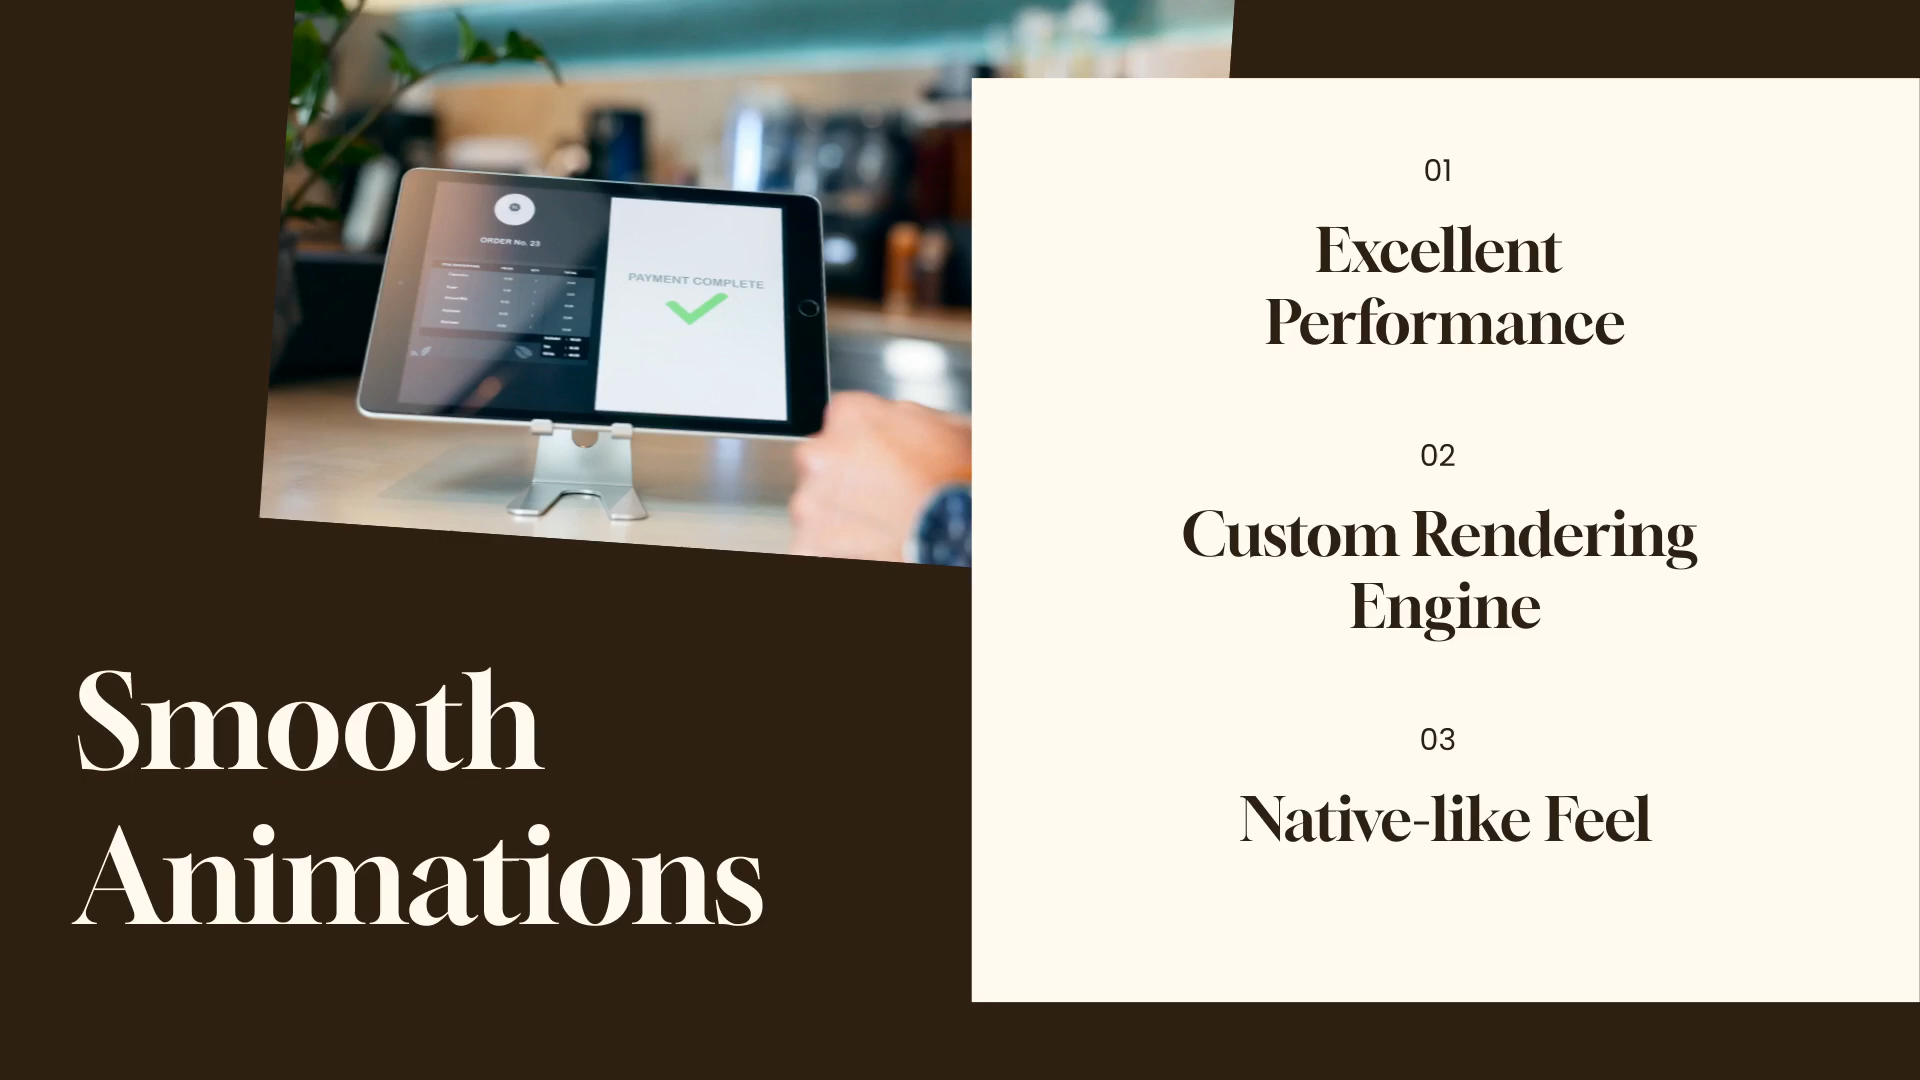 ORDER No. 23
PAYMENT COMPLETE
Smooth
Animations
01
Excellent
Performance
02
Custom Rendering
Engine
03
Native-like Feel